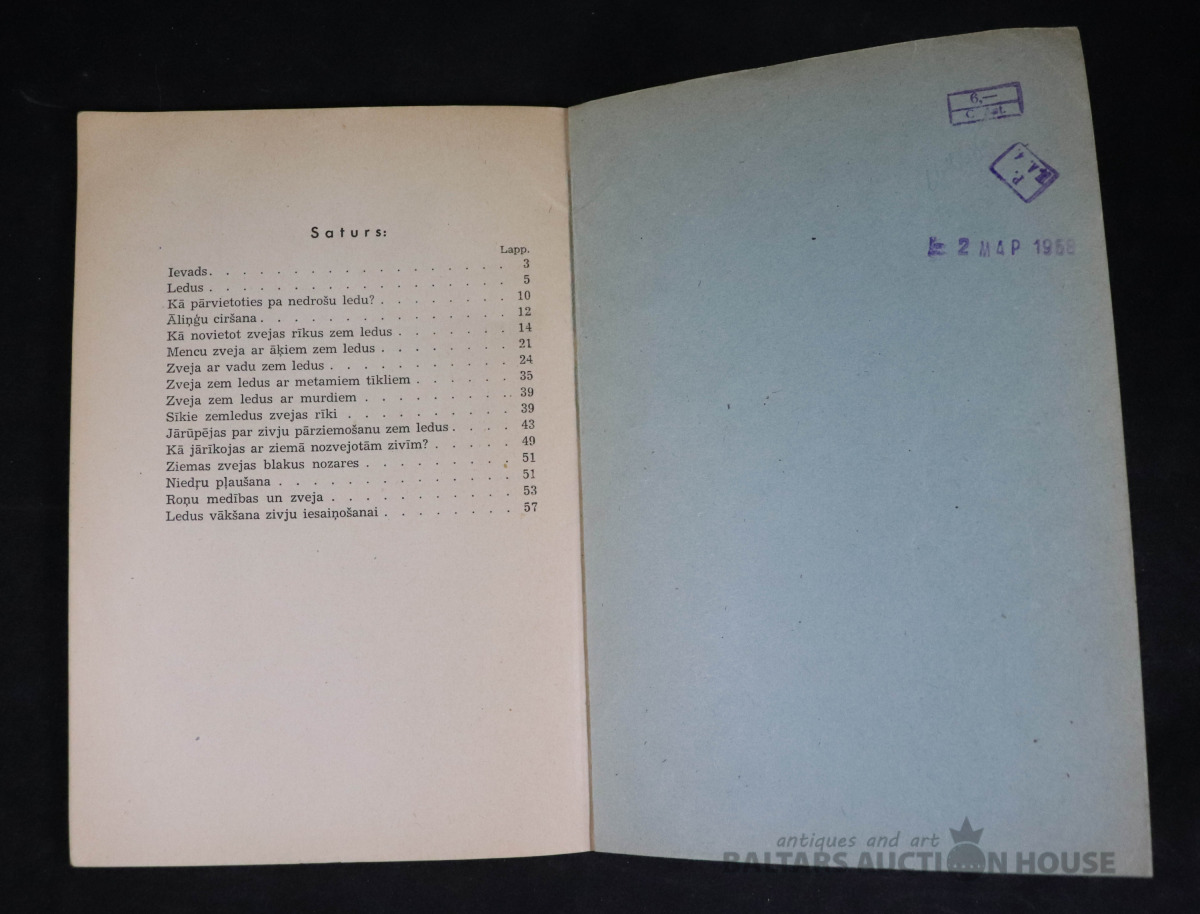 Saturs:
Lapp.
Ievads. . . . . . . . . . . . . . . . . . 3
Ledus . . . . . . . . . . . . . . . . . . 5
Kā pārvietoties pa nedrošu ledu? . . . . . . . . 10
Āliņģu ciršana . . . . . . . . . . . . . . . 12
Kā novietot zvejas rīkus zem ledus . . . . . . . 14
Mencu zveja ar āķiem zem ledus . . . . . . . . 21
Zveja ar vadu zem ledus . . . . . . . . . . . 24
Zveja zem ledus ar metamiem tīkliem . . . . . . 35
Zveja zem ledus ar murdiem . . . . . . . . . 39
Sīkie zemledus zvejas rīki . . . . . . . . . . 39
Jārūpējas par zivju pārziemošanu zem ledus . . . . 43
Kā jārīkojas ar ziemā nozvejotām zivīm? . . . . . 49
Ziemas zvejas blakus nozares . . . . . . . . . 51
Niedŗu pļaušana . . . . . . . . . . . . . . 51
Roņu medības un zveja . . . . . . . . . . . 53
Ledus vākšana zivju iesaiņošanai . . . . . . . . 57
6.—
2 МАР 1958
antiques and art
BALTARS AUCTION HOUSE